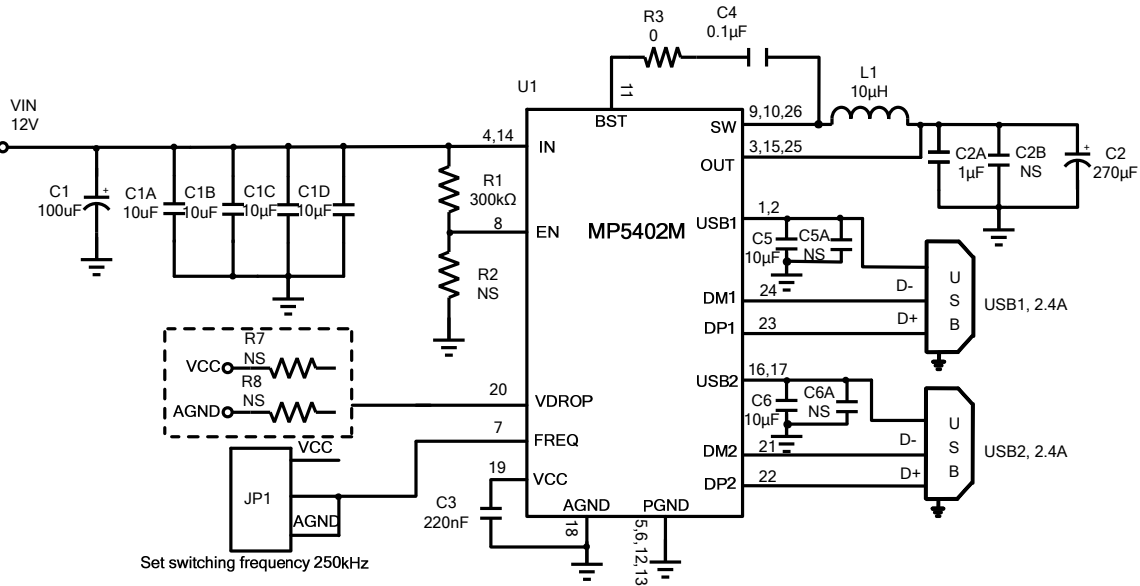 R3
0
C4
0.1µF
U1
11
L1
10µH
VIN
12V
BST
SW
9,10,26
4,14
IN
OUT
3,15,25
C1
100uF
C1A
10uF
C1B
10uF
C1C
10µF
C1D
10µF
R1
300kΩ
C2A
1µF
C2B
NS
C2
270µF
8
EN
MP5402M
USB1
1,2
C5
10µF
C5A
NS
R2
NS
DM1
24
D-
USB
USB1, 2.4A
DP1
23
D+
R7
VCC
NS
R8
AGND
NS
20
VDROP
USB2
16,17
C6
10µF
C6A
NS
7
FREQ
DM2
21
D-
USB
USB2, 2.4A
DP2
22
D+
VCC
JP1
AGND
19
VCC
C3
220nF
AGND
18
PGND
5,6,12,13
Set switching frequency 250kHz